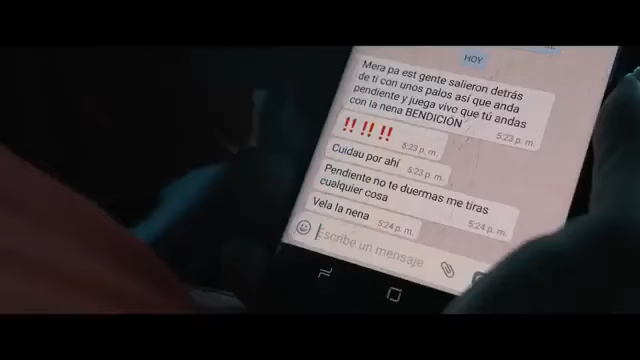 HOY
Mera pa est gente salieron detrás
de ti con unos palos así que anda
pendiente y juega vivo que tú andas
con la nena BENDICIÓN
5:23 p. m.
‼️ ‼️ ‼️
5:23 p. m.
Cuidau por ahí
5:23 p. m.
Pendiente no te duermas me tiras
cualquier cosa
5:24 p. m.
Vela la nena
5:24 p. m.
Escribe un mensaje